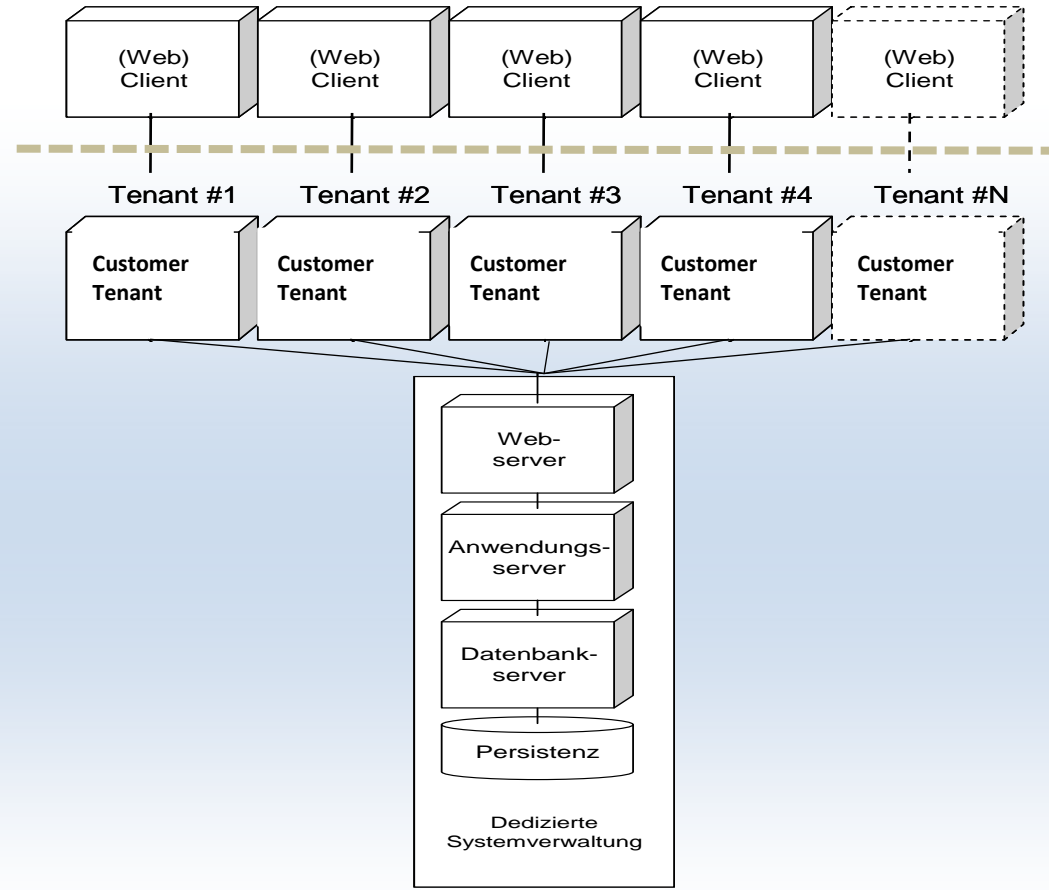 (Web)
Client
(Web)
Client
(Web)
Client
(Web)
Client
(Web)
Client
Tenant #1
Tenant #2
Tenant #3
Tenant #4
Tenant #N
Customer
Tenant
Customer
Tenant
Customer
Tenant
Customer
Tenant
Customer
Tenant
Web-
server
Anwendungs-
server
Datenbank-
server
Persistenz
Dedizierte
Systemverwaltung